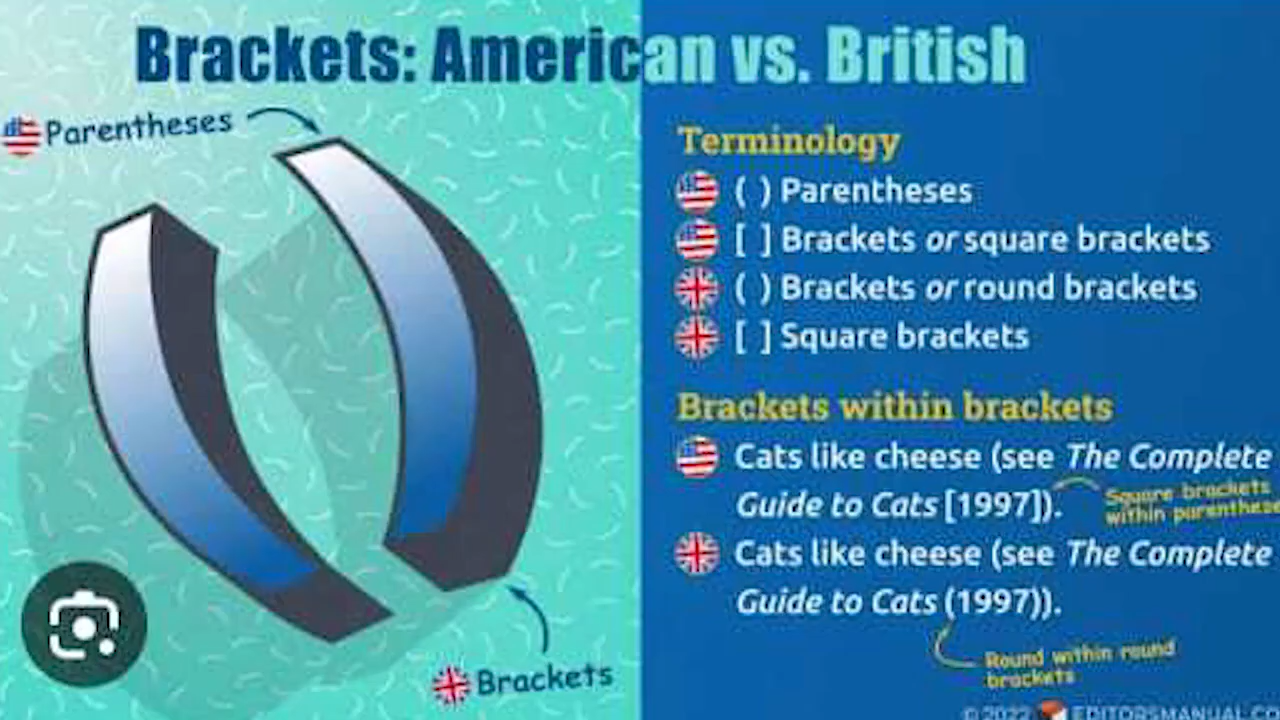 Brackets: American vs. British
Parentheses
Brackets
Terminology
( ) Parentheses
[ ] Brackets or square brackets
( ) Brackets or round brackets
[ ] Square brackets
Brackets within brackets
Cats like cheese (see The Complete
Guide to Cats [1997]).
Square brackets
within
Cats like cheese (see The Complete
Guide to Cats (1997)).
Round within round
brackets
© 2022